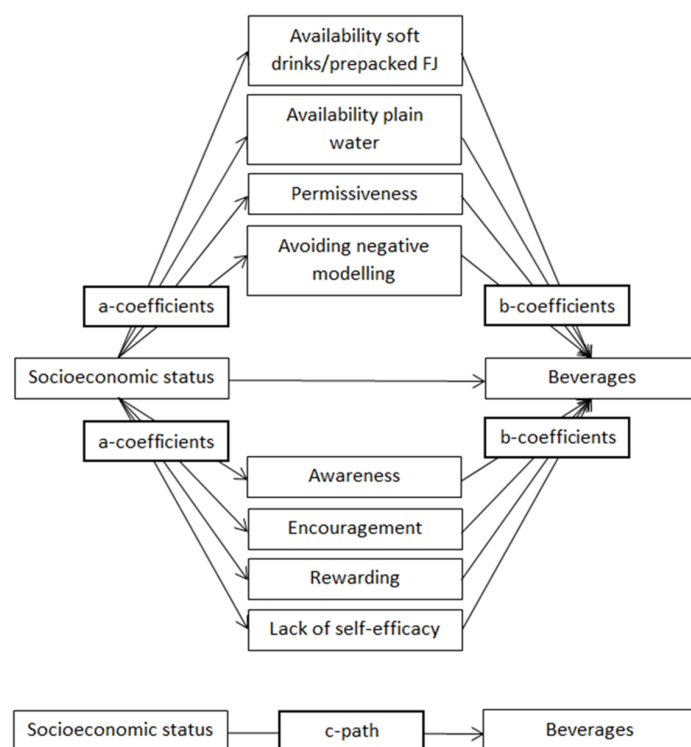 Availability soft
drinks/prepacked FJ
Availability plain
water
Permissiveness
Avoiding negative
modelling
a-coefficients
b-coefficients
Socioeconomic status
Beverages
a-coefficients
b-coefficients
Awareness
Encouragement
Rewarding
Lack of self-efficacy
Socioeconomic status
c-path
Beverages